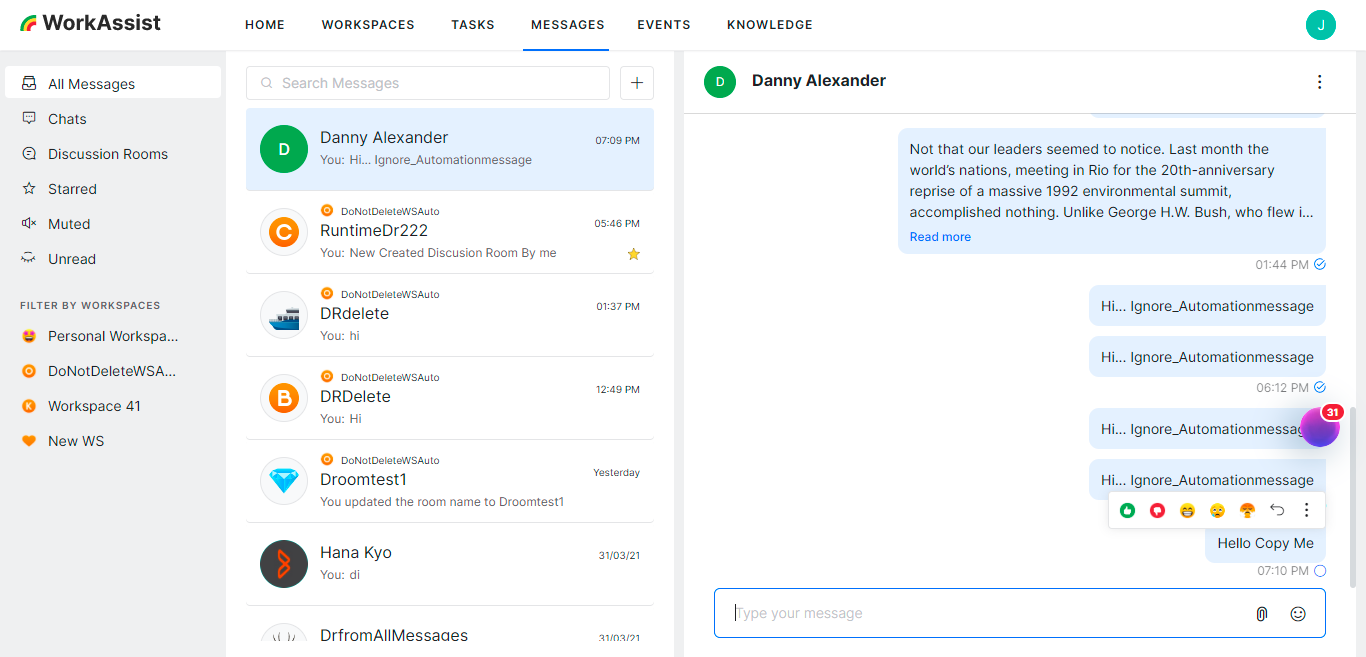 WorkAssist
HOME WORKSPACES TASKS MESSAGES EVENTS KNOWLEDGE
J
All Messages
Chats
Discussion Rooms
Starred
Muted
Unread
FILTER BY WORKSPACES
Personal Workspa...
DoNotDeleteWSA...
K
Workspace 41
New WS
Search Messages
D
Danny Alexander
07:09 PM
You: Hi... Ignore_Automationmessage
DoNotDeleteWSAuto
C
RuntimeDr222
05:46 PM
You: New Created Discusion Room By me
DoNotDeleteWSAuto
DRdelete
01:37 PM
You: hi
DoNotDeleteWSAuto
B
DRDelete
12:49 PM
You: Hi
DoNotDeleteWSAuto
Droomtest1
Yesterday
You updated the room name to Droomtest1
Hana Kyo
31/03/21
You: di
DrfromAllMessages
31/03/21
D
Danny Alexander
Not that our leaders seemed to notice. Last month the
world's nations, meeting in Rio for the 20th-anniversary
reprise of a massive 1992 environmental summit,
accomplished nothing. Unlike George H.W. Bush, who flew i...
Read more
01:44 PM
Hi... Ignore_Automationmessage
Hi... Ignore_Automationmessage
06:12 PM
31
Hi... Ignore_Automationmessag
Hi... Ignore_Automationmessage
Hello Copy Me
07:10 PM
Type your message